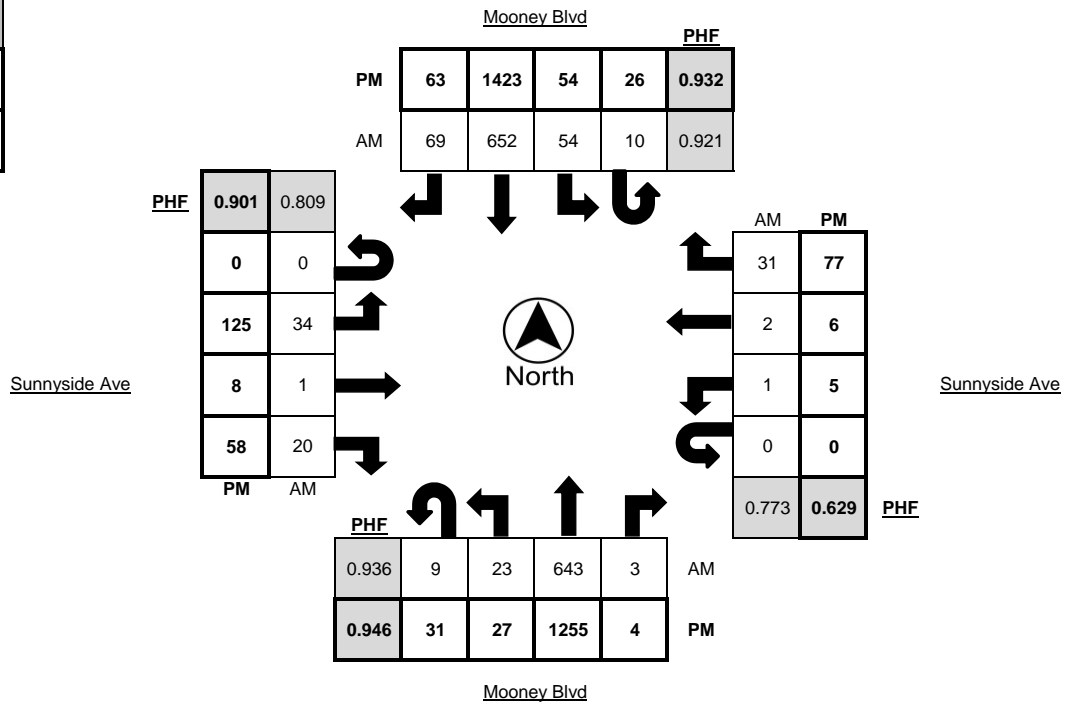 Mooney Blvd
PHF
PM 63 1423 54 26 0.932
AM 69 652 54 10 0.921
PHF 0.901 0.809
AM PM
0 0
31 77
125 34
2 6
North
Sunnyside Ave
8 1
1 5
Sunnyside Ave
58 20
0 0
PM AM
0.773 0.629 PHF
PHF
0.936 9 23 643 3 AM
0.946 31 27 1255 4 PM
Mooney Blvd